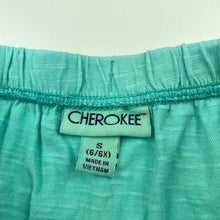 CHEROKEE
S
(6/6X)
MADE IN
VIETNAM